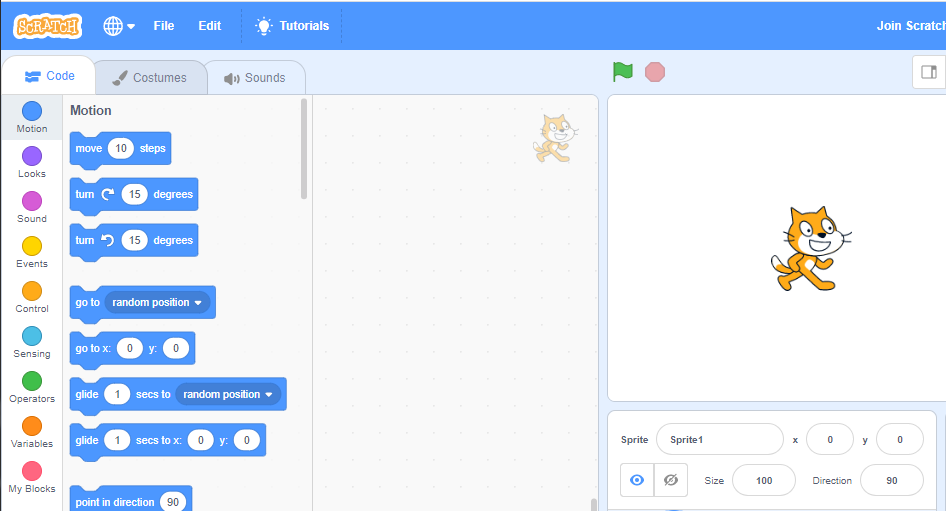 SCRATCH File Edit Tutorials Join Scratch
Code Costumes Sounds
Motion
Looks
Sound
Events
Control
Sensing
Operators
Variables
My Blocks
Motion
move 10 steps
turn 15 degrees
turn 15 degrees
go to random position
go to x: 0 y: 0
glide 1 secs to random position
glide 1 secs to x: 0 y: 0
point in direction 90
Sprite Sprite1 x 0 y 0
Size 100 Direction 90